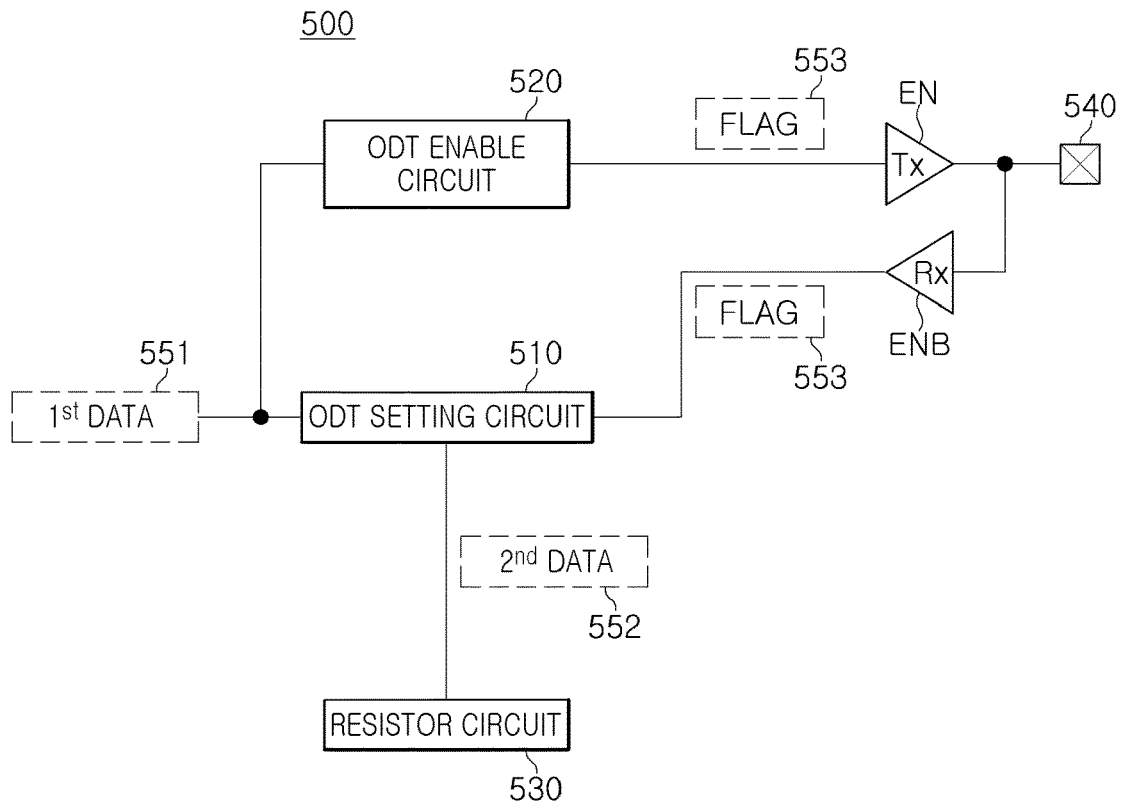 500
520
553
EN
540
ODT ENABLE
CIRCUIT
FLAG
Tx
Rx
FLAG
ENB
553
551
510
1st DATA
ODT SETTING CIRCUIT
2nd DATA
552
RESISTOR CIRCUIT
530